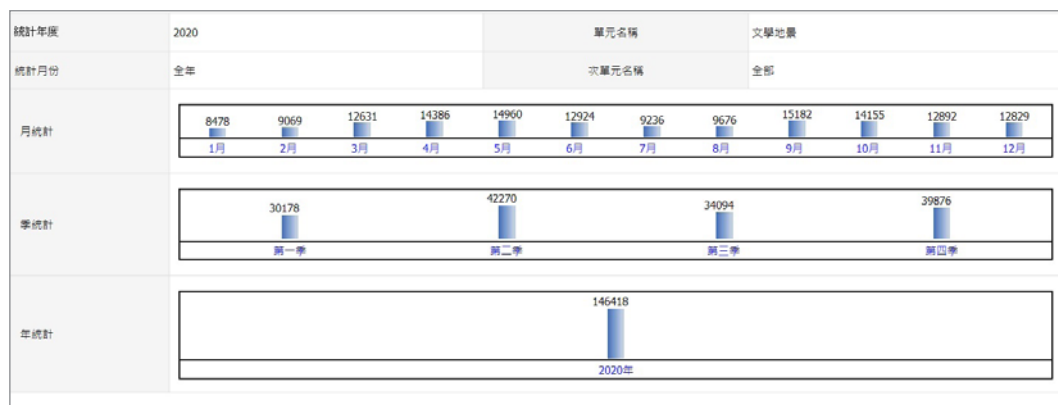 統計年度 2020 單元名稱 文學地景
統計月份 全年 次單元名稱 全部
月統計
8478 9069 12631 14386 14960 12924 9236 9676 15182 14155 12892 12829
1月 2月 3月 4月 5月 6月 7月 8月 9月 10月 11月 12月
季統計
30178 42270 34094 39876
第一季 第二季 第三季 第四季
年統計
146418
2020年